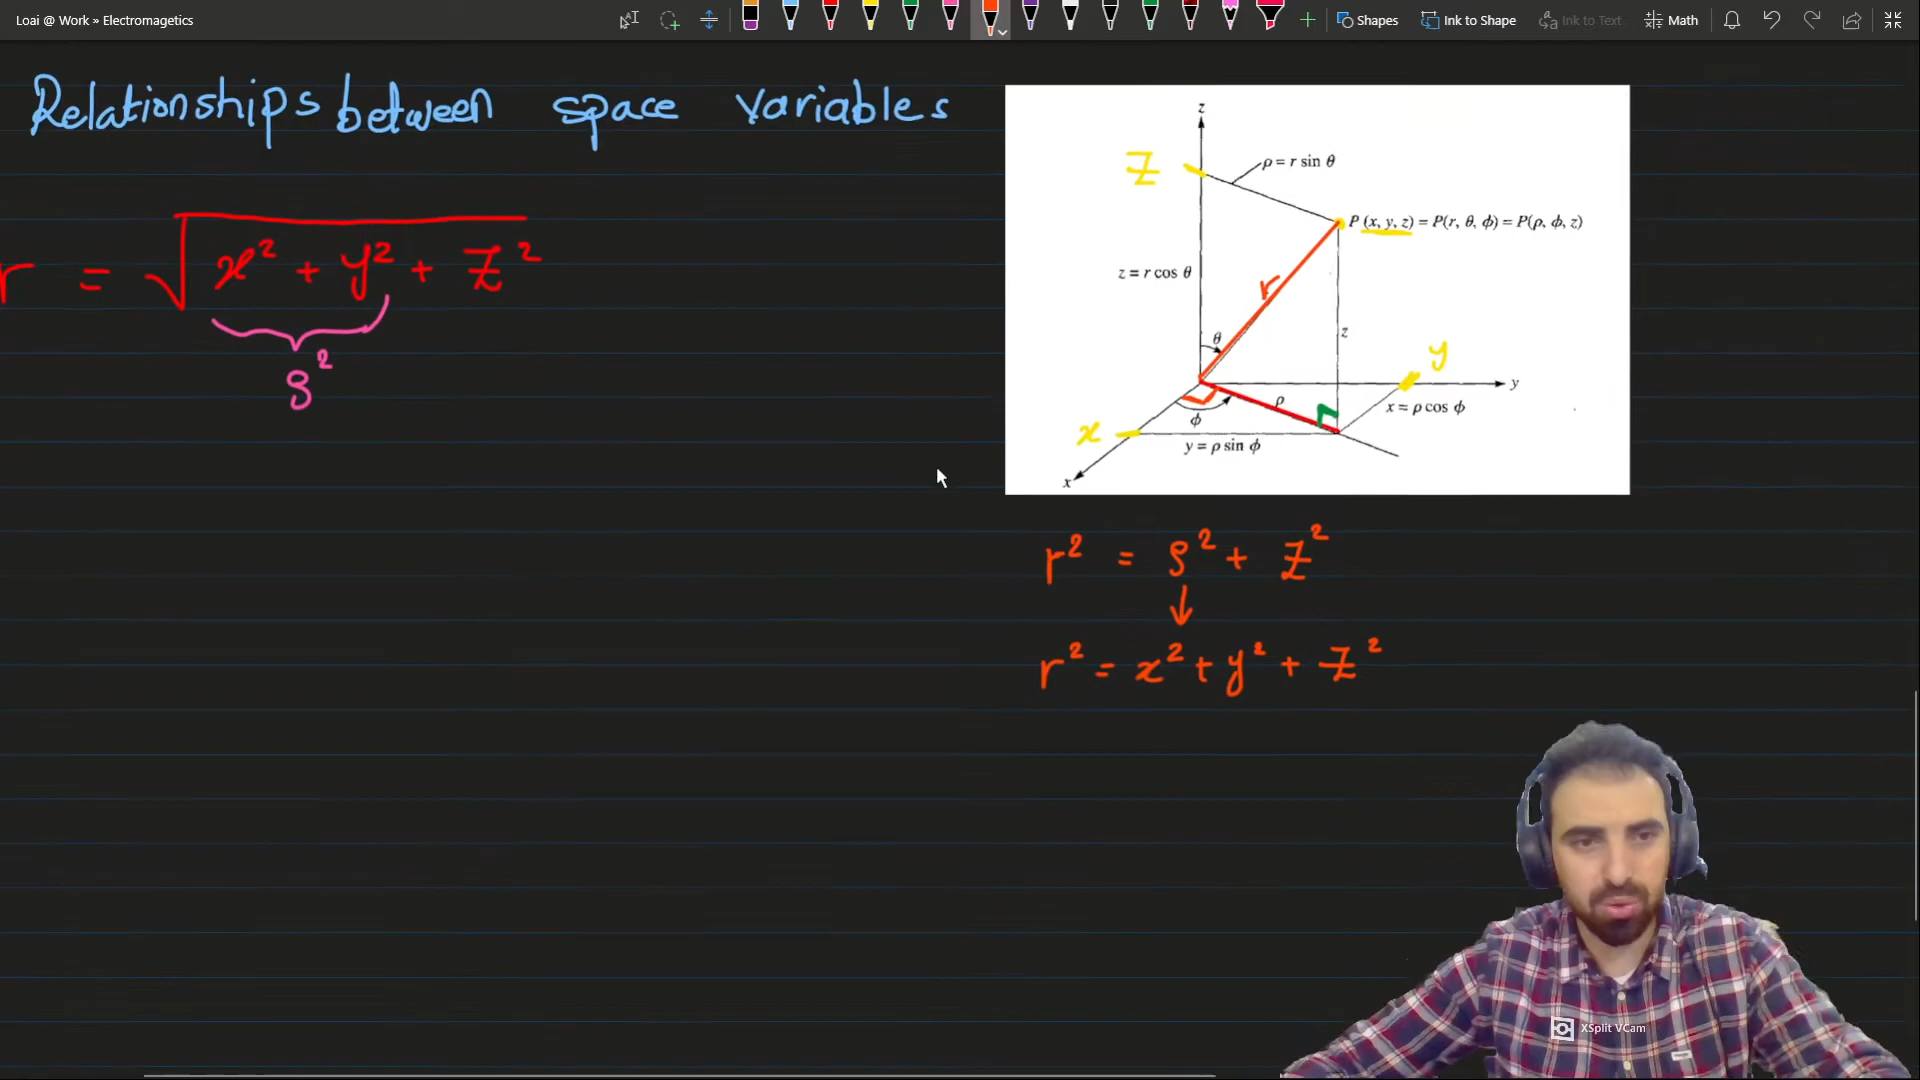 Loai @ Work » Electromagetics
Shapes
Ink to Shape
Ink to Text
Math
Relationships between space variables
r = √x² + y² + z²
ρ²
z
Z
ρ = r sin θ
P (x, y, z) = P(r, θ, ϕ) = P(ρ, ϕ, z)
z = r cos θ
r
θ
z
y
y
ρ
x = ρ cos ϕ
ϕ
x
y = ρ sin ϕ
x
r² = ρ² + z²
↓
r² = x² + y² + z²
XSplit VCam